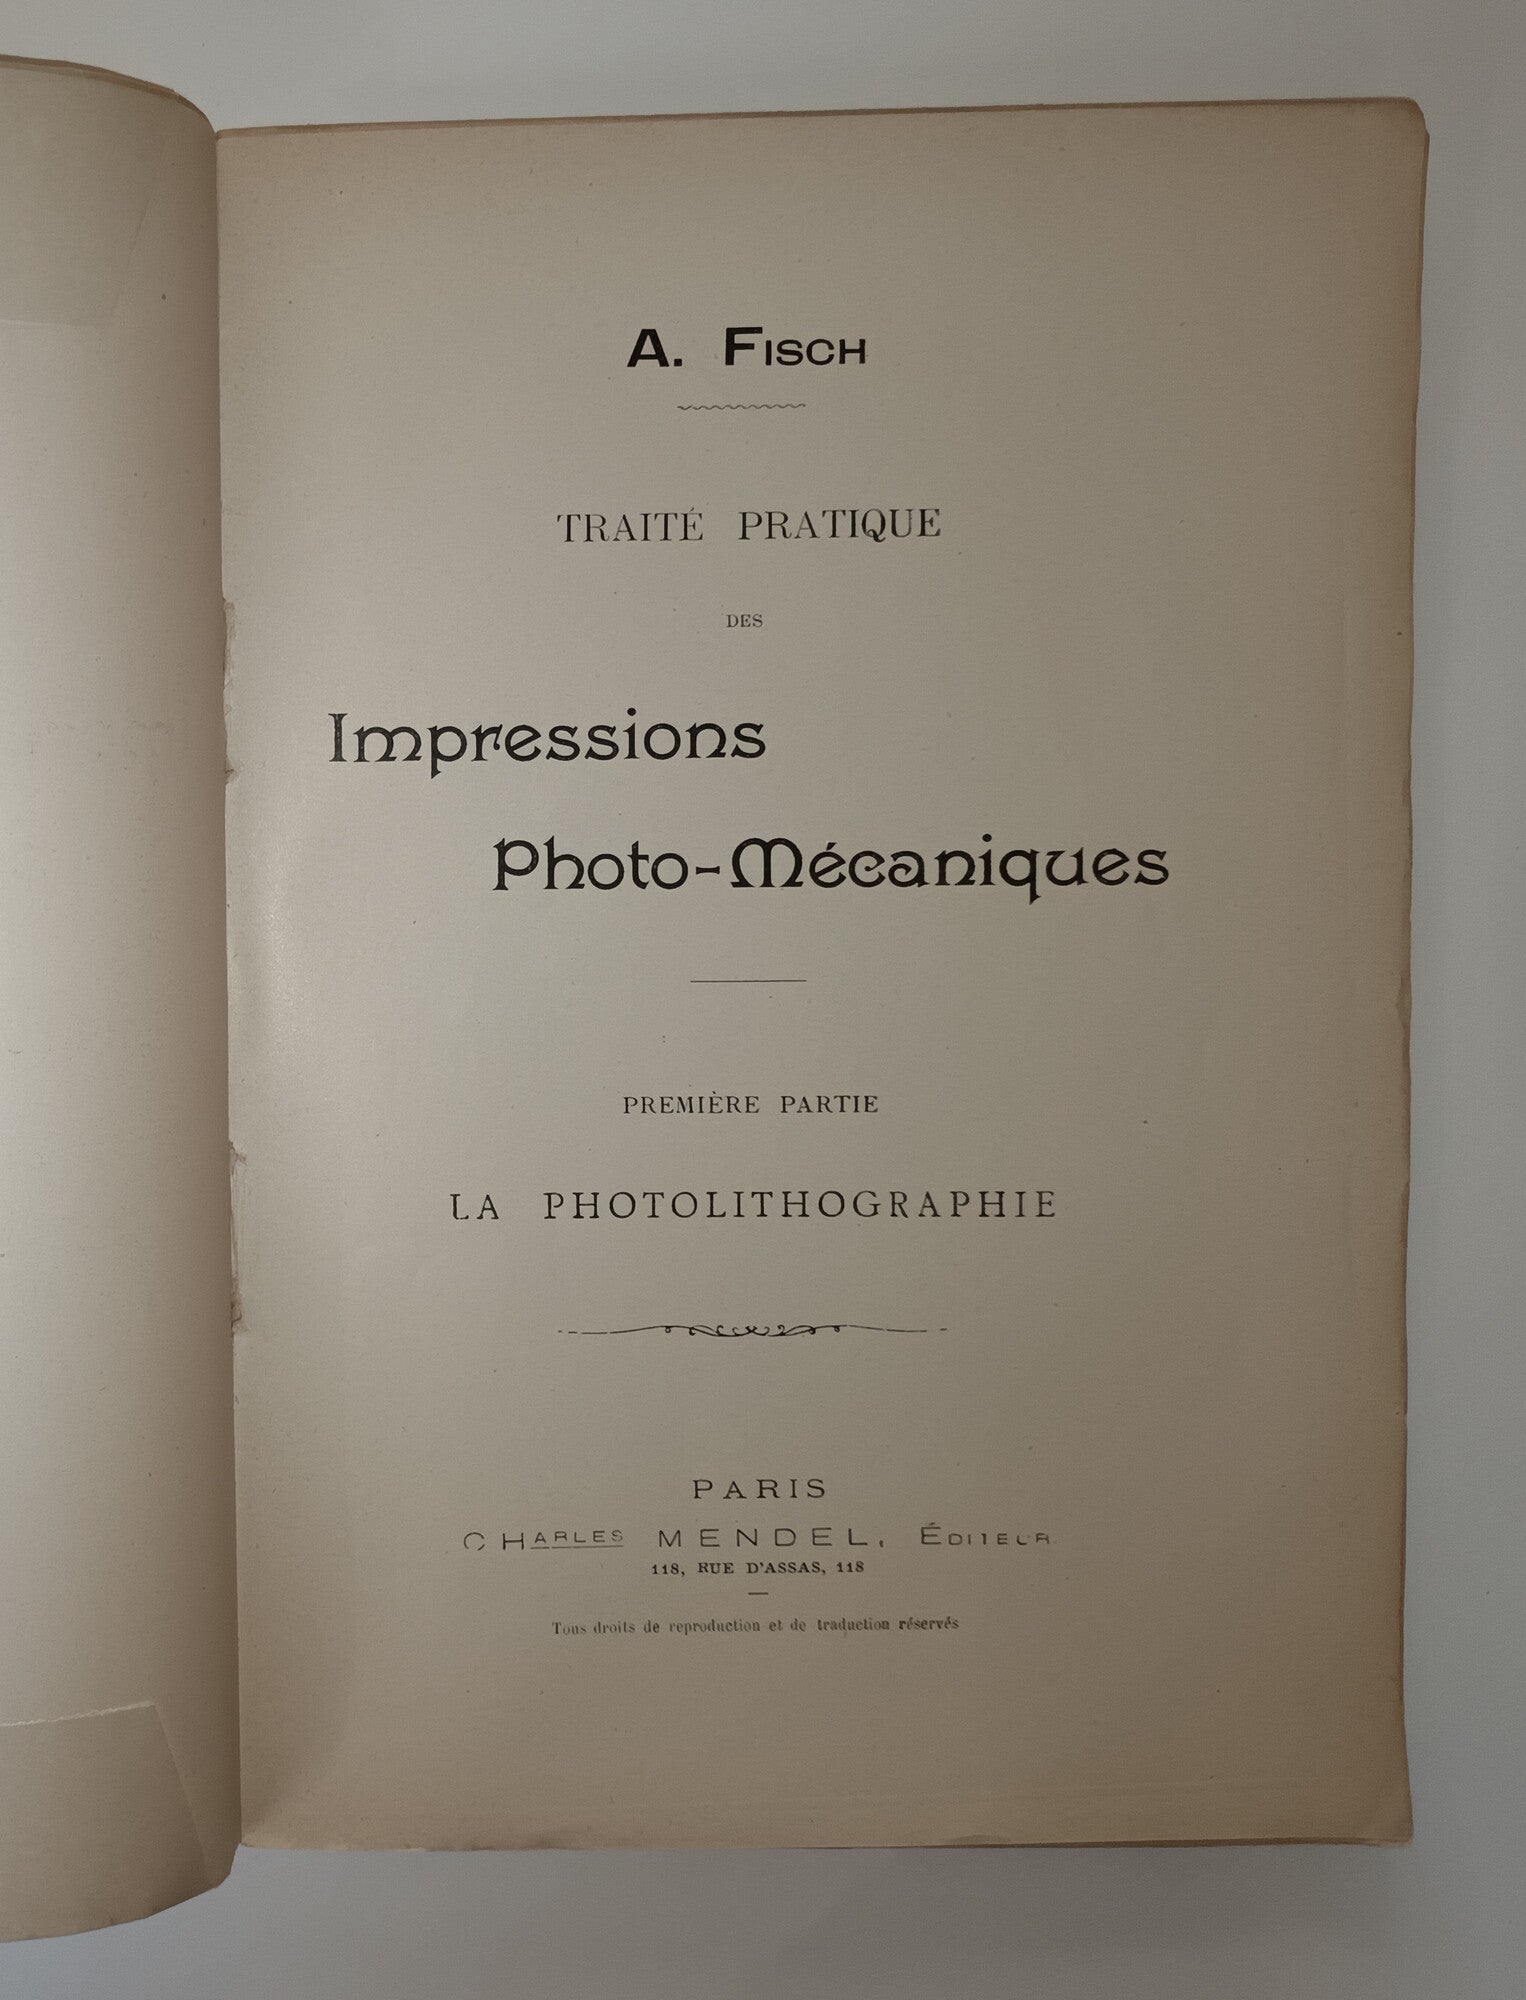 A. Fisch
TRAITÉ PRATIQUE
DES
Impressions
Photo-Mécaniques
PREMIÈRE PARTIE
LA PHOTOLITHOGRAPHIE
PARIS
CHARLES MENDEL, ÉDITEUR
118, RUE D'ASSAS, 118
Tous droits de reproduction et de traduction réservés